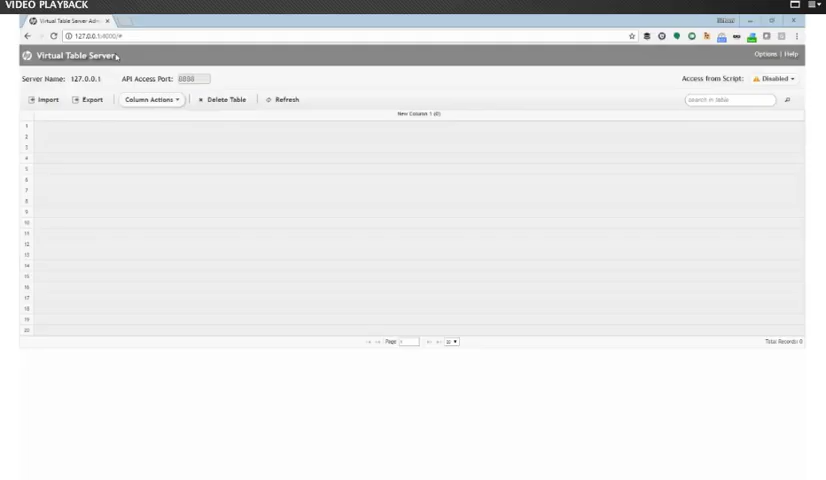 VIDEO PLAYBACK
Virtual Table Server Adm
127.0.0.1:4000/#
Virtual Table Server
Options | Help
Server Name: 127.0.0.1 API Access Port: 8888
Access from Script: Disabled
Import Export Column Actions Delete Table Refresh
search in table
New Column 1 (0)
1
2
3
4
5
6
7
8
9
10
11
12
13
14
15
16
17
18
19
20
Page 1 20
Total Records: 0